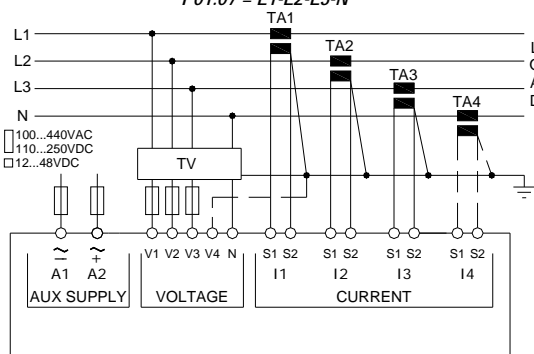 P01.07 = L1-L2-L3-N
TA1
L1
TA2
L2
TA3
L3
TA4
N
L
O
A
D
100...440VAC
110...250VDC
12...48VDC
TV
V1 V2 V3 V4 N
S1 S2 S1 S2 S1 S2 S1 S2
~ ~
− +
A1 A2
I1 I2 I3 I4
AUX SUPPLY VOLTAGE CURRENT